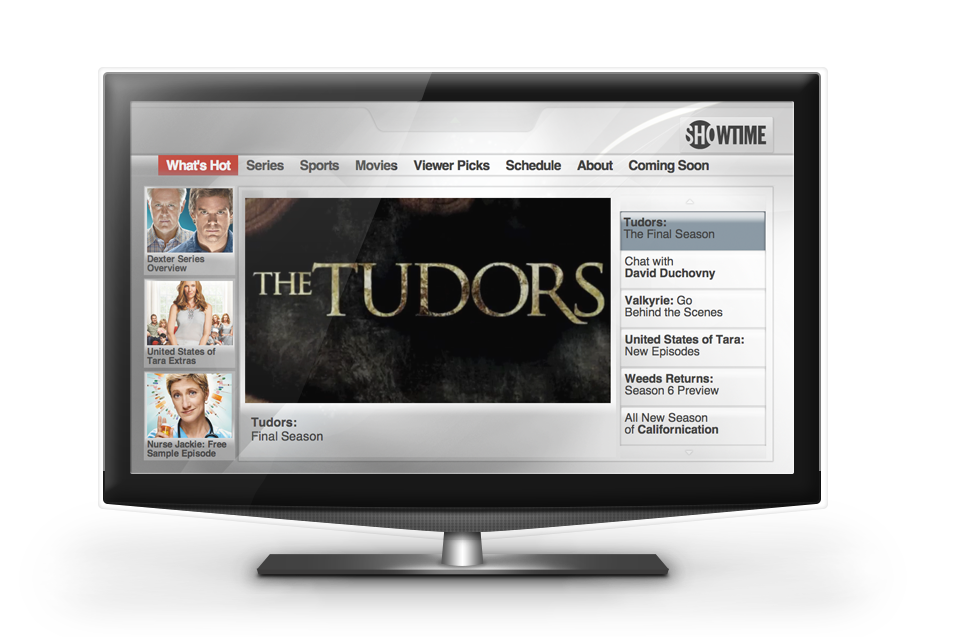 SHOWTIME
What's Hot Series Sports Movies Viewer Picks Schedule About Coming Soon
Dexter Series
Overview
United States of
Tara Extras
Nurse Jackie: Free
Sample Episode
THE TUDORS
Tudors:
Final Season
Tudors:
The Final Season
Chat with
David Duchovny
Valkyrie: Go
Behind the Scenes
United States of Tara:
New Episodes
Weeds Returns:
Season 6 Preview
All New Season
of Californication